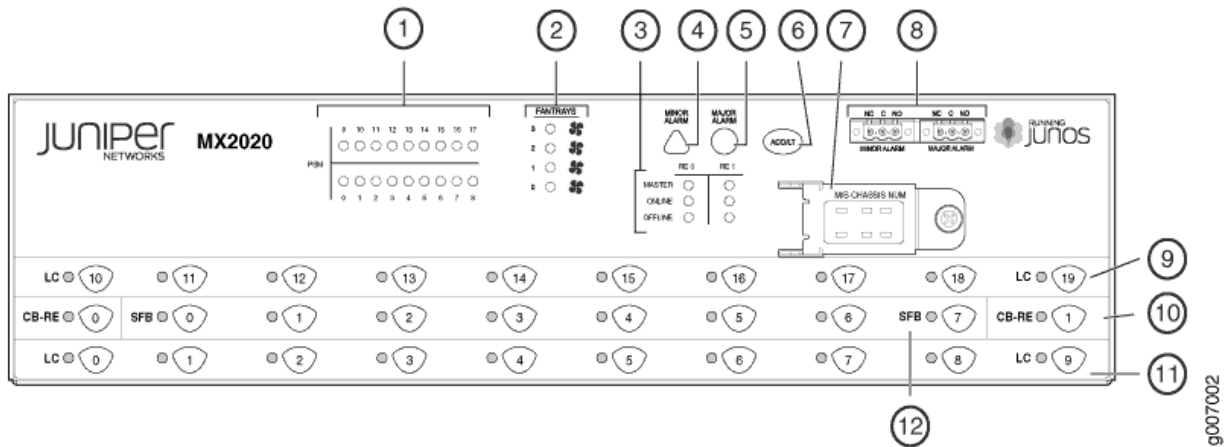 1 2 3 4 5 6 7 8
JUNIPER
NETWORKS
MX2020
PSM
9 10 11 12 13 14 15 16 17
0 1 2 3 4 5 6 7 8
FANTRAYS
3
2
1
0
MINOR ALARM
MAJOR ALARM
RE 0 RE 1
MASTER
ONLINE
OFFLINE
ACO/LT
MIS-CHASSIS NUM
NC C NO NC C NO
MINOR ALARM MAJOR ALARM
RUNNING
JUNOS
LC 10 11 12 13 14 15 16 17 18 LC 19 9
CB-RE 0 SFB 0 1 2 3 4 5 6 SFB 7 CB-RE 1 10
LC 0 1 2 3 4 5 6 7 8 LC 9 11
12
g007002